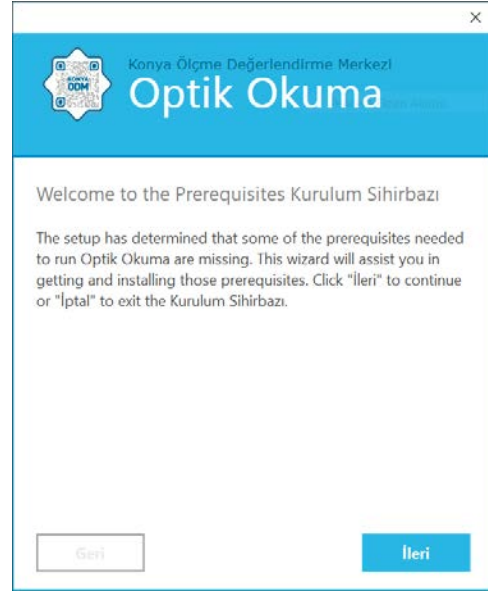 KONYA
ÖDM
Konya Ölçme Değerlendirme Merkezi
Optik Okuma
Welcome to the Prerequisites Kurulum Sihirbazı
The setup has determined that some of the prerequisites needed
to run Optik Okuma are missing. This wizard will assist you in
getting and installing those prerequisites. Click "İleri" to continue
or "İptal" to exit the Kurulum Sihirbazı.
Geri
İleri